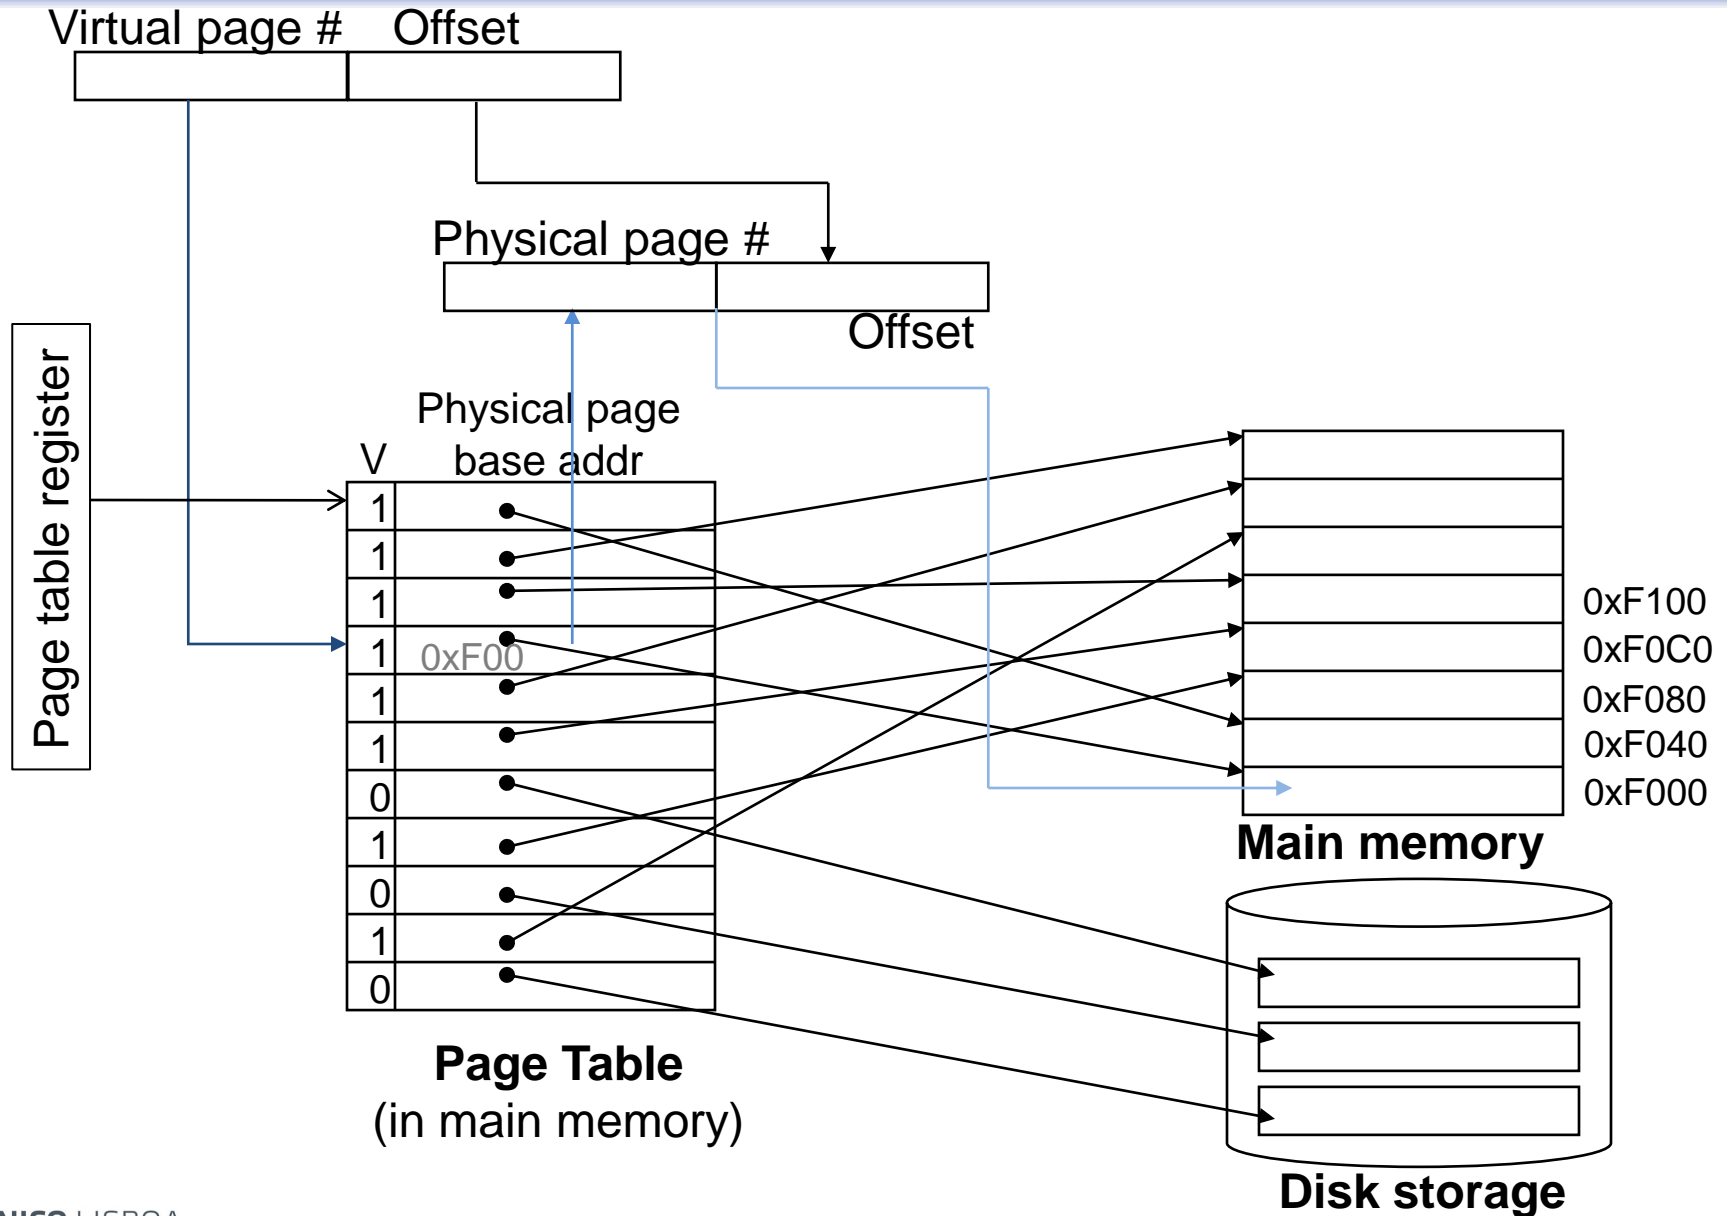 Virtual page # Offset
Physical page #
Offset
Page table register
Physical page
V base addr
1
1
1
1 0xF00
1
1
0
1
0
1
0
0xF100
0xF0C0
0xF080
0xF040
0xF000
Main memory
Page Table
(in main memory)
Disk storage
LISBOA